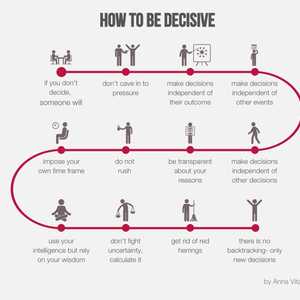 HOW TO BE DECISIVE
if you don't
decide,
someone will
don't cave in to
pressure
make decisions
independent of
their outcome
make decisions
independent of
other events
impose your
own time frame
do not
rush
be transparent
about your
reasons
make decisions
independent of
other decisions
use your
intelligence but rely
on your wisdom
don't fight
uncertainty,
calculate it
get rid of red
herrings
there is no
backtracking- only
new decisions
by Anna Vital